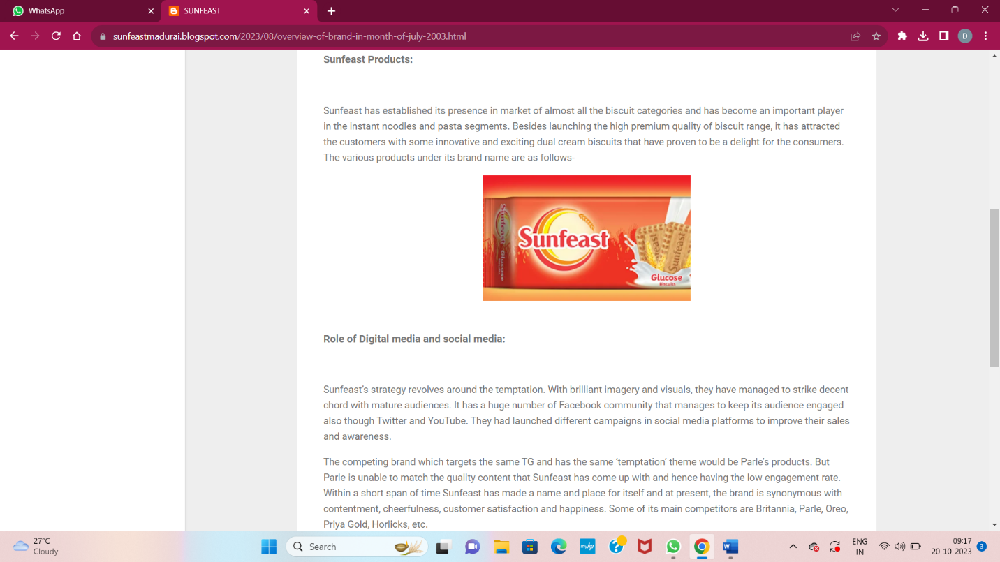 WhatsApp
SUNFEAST
sunfeastmadurai.blogspot.com/2023/08/overview-of-brand-in-month-of-july-2003.html
D
Sunfeast Products:
Sunfeast has established its presence in market of almost all the biscuit categories and has become an important player
in the instant noodles and pasta segments. Besides launching the high premium quality of biscuit range, it has attracted
the customers with some innovative and exciting dual cream biscuits that have proven to be a delight for the consumers.
The various products under its brand name are as follows-
Sunfeast
Sunfeast Glucose
Sunfeast
Glucose
Biscuits
Role of Digital media and social media:
Sunfeast’s strategy revolves around the temptation. With brilliant imagery and visuals, they have managed to strike decent
chord with mature audiences. It has a huge number of Facebook community that manages to keep its audience engaged
also though Twitter and YouTube. They had launched different campaigns in social media platforms to improve their sales
and awareness.
The competing brand which targets the same TG and has the same ‘temptation’ theme would be Parle’s products. But
Parle is unable to match the quality content that Sunfeast has come up with and hence having the low engagement rate.
Within a short span of time Sunfeast has made a name and place for itself and at present, the brand is synonymous with
contentment, cheerfulness, customer satisfaction and happiness. Some of its main competitors are Britannia, Parle, Oreo,
Priya Gold, Horlicks, etc.
27°C
Cloudy
Search
myhp
W
ENG
IN
09:17
20-10-2023
3